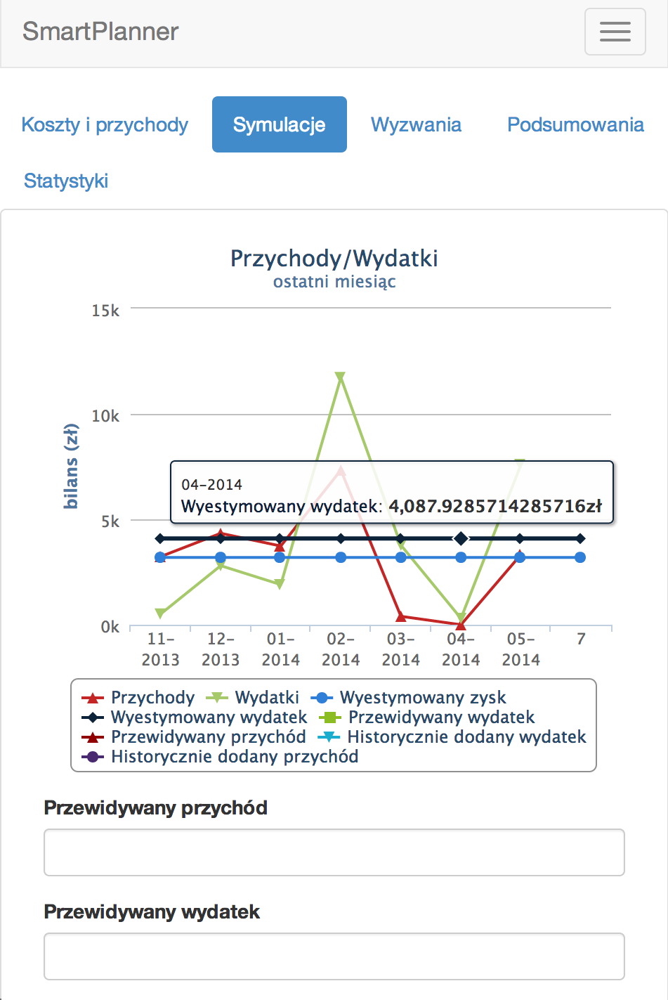 SmartPlanner
Koszty i przychody Symulacje Wyzwania Podsumowania
Statystyki
Przychody/Wydatki
ostatni miesiąc
15k
10k
bilans (zł)
04-2014
Wyestymowany wydatek: 4,087.9285714285716zł
5k
0k
11- 12- 01- 02- 03- 04- 05- 7
2013 2013 2014 2014 2014 2014 2014
Przychody Wydatki Wyestymowany zysk
Wyestymowany wydatek Przewidywany wydatek
Przewidywany przychód Historycznie dodany wydatek
Historycznie dodany przychód
Przewidywany przychód
Przewidywany wydatek